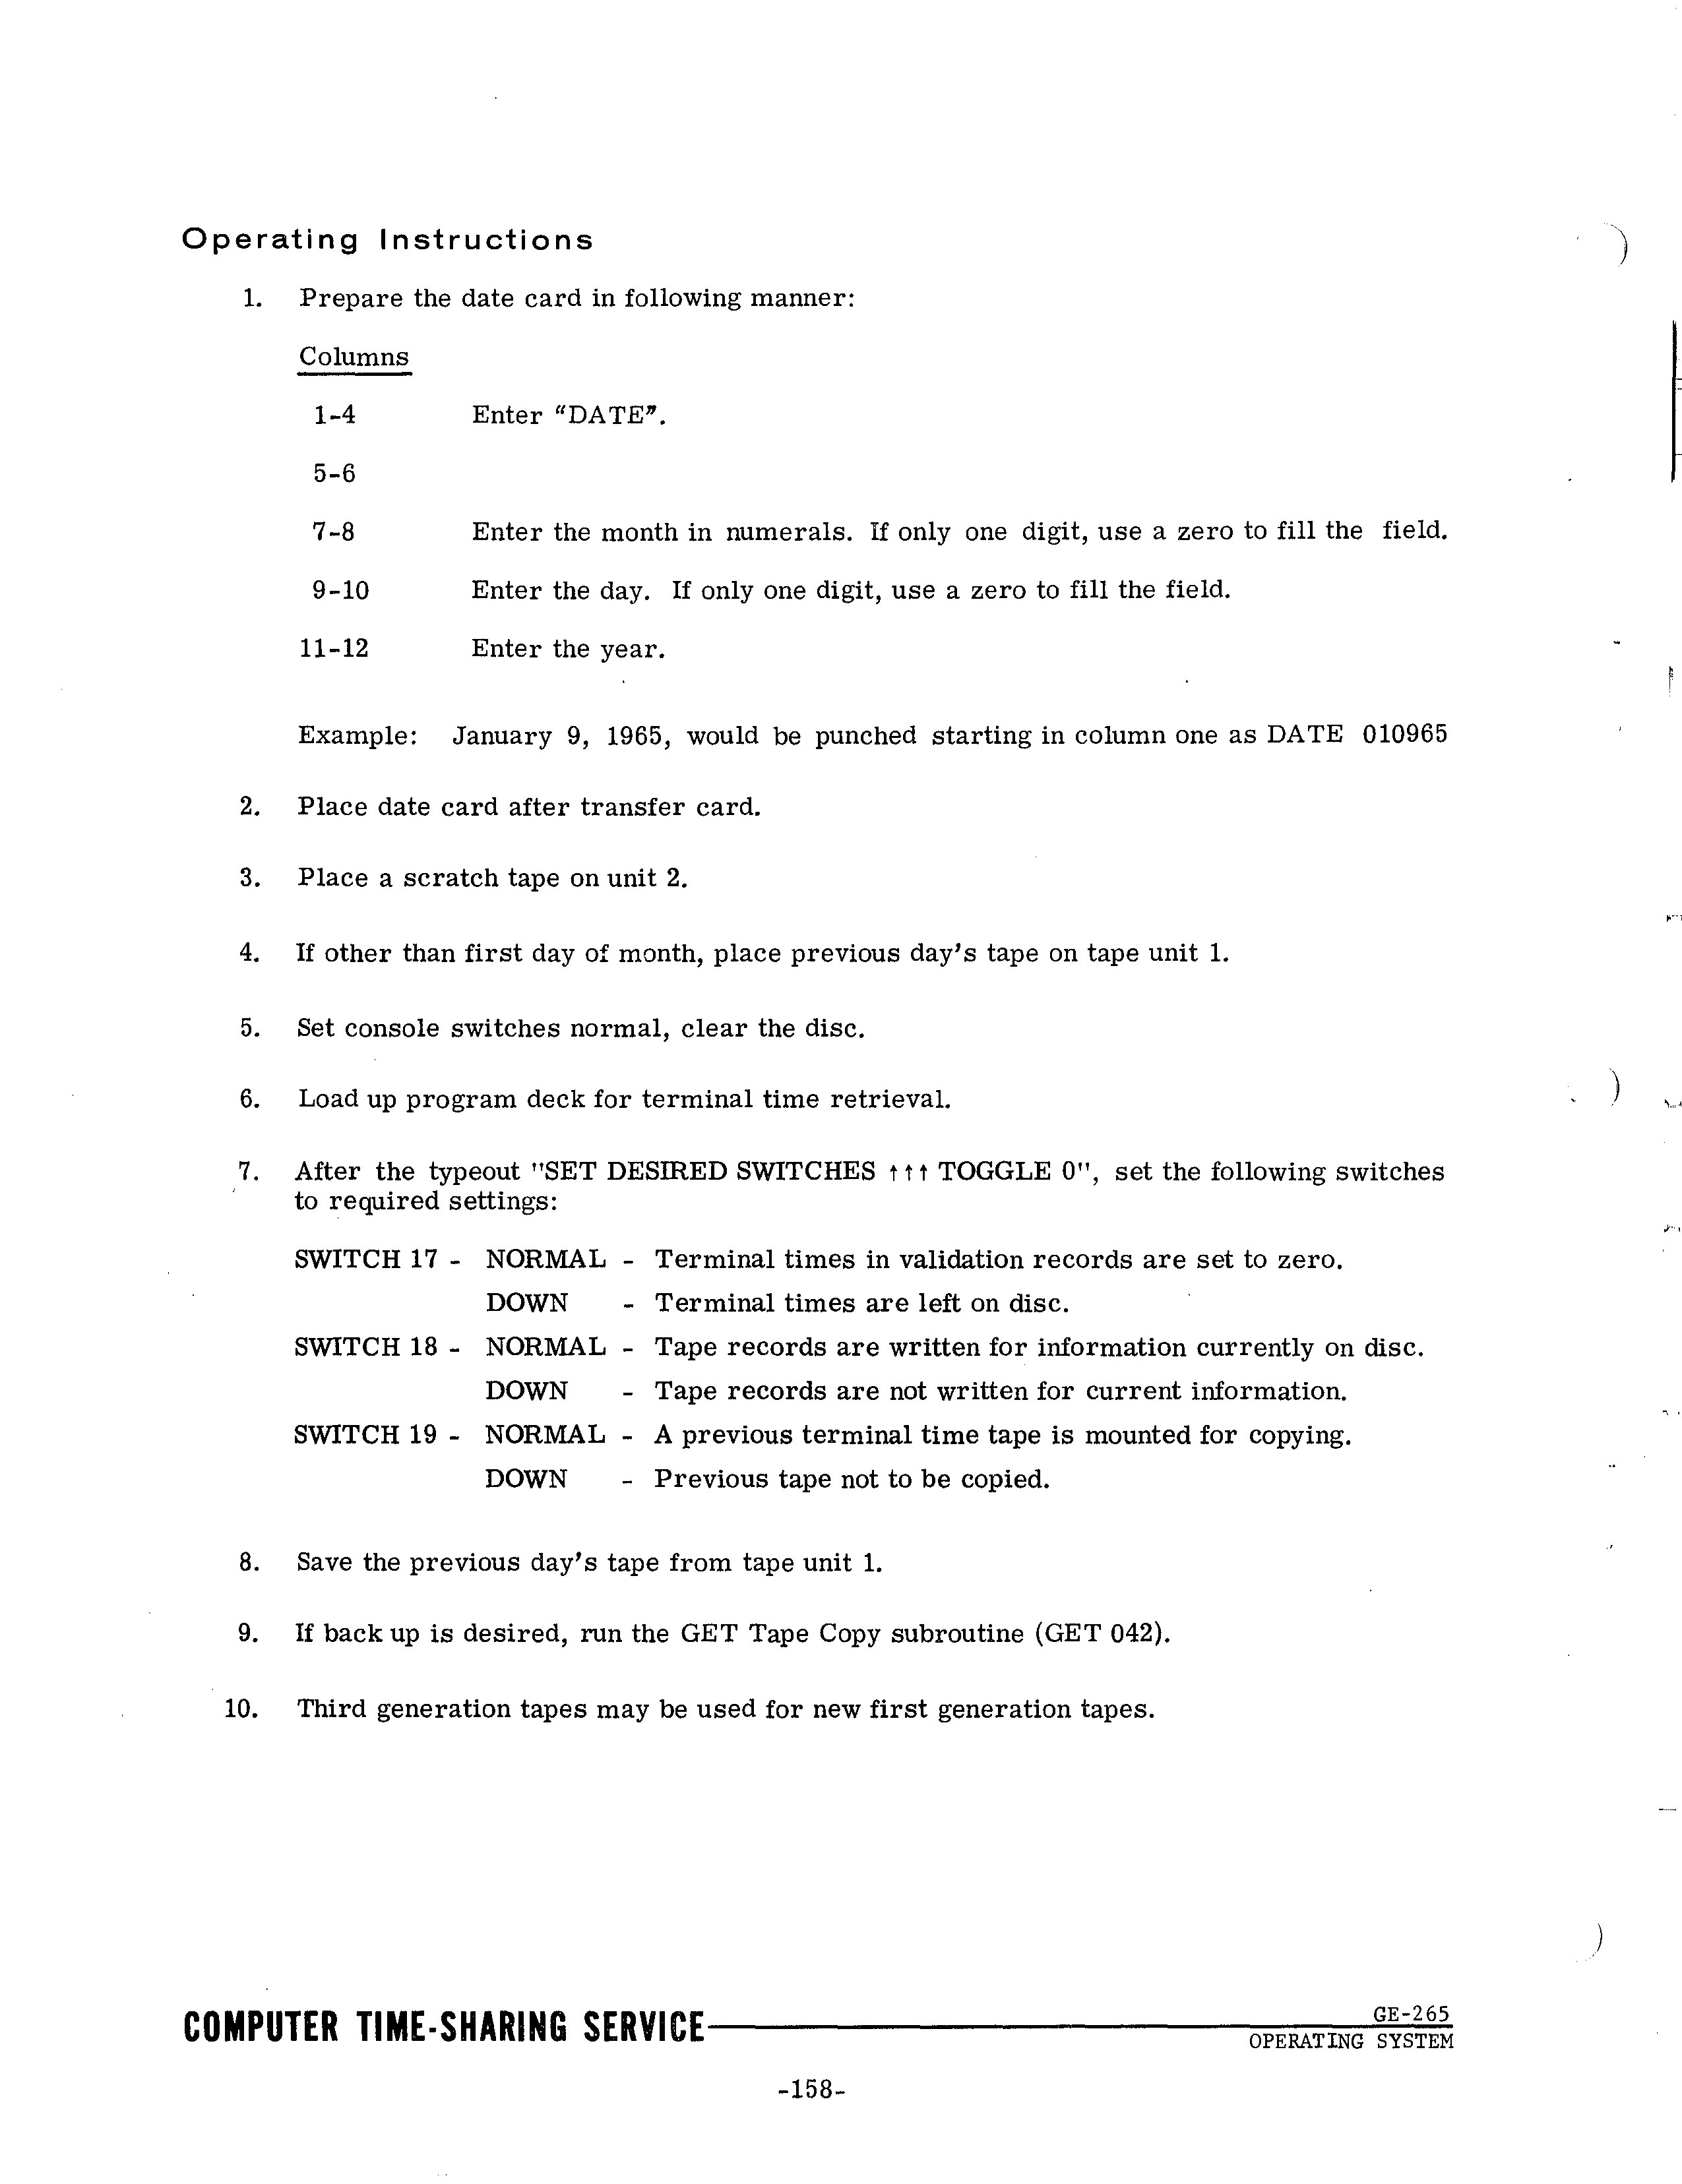 Operating Instructions
1. Prepare the date card in following manner:
Columns
1-4 Enter "DATE".
5-6
7-8 Enter the month in numerals. If only one digit, use a zero to fill the field.
9-10 Enter the day. If only one digit, use a zero to fill the field.
11-12 Enter the year.
Example: January 9, 1965, would be punched starting in column one as DATE 010965
2. Place date card after transfer card.
3. Place a scratch tape on unit 2.
4. If other than first day of month, place previous day's tape on tape unit 1.
5. Set console switches normal, clear the disc.
6. Load up program deck for terminal time retrieval.
7. After the typeout "SET DESIRED SWITCHES ↑↑↑ TOGGLE 0", set the following switches
to required settings:
SWITCH 17 - NORMAL - Terminal times in validation records are set to zero.
DOWN - Terminal times are left on disc.
SWITCH 18 - NORMAL - Tape records are written for information currently on disc.
DOWN - Tape records are not written for current information.
SWITCH 19 - NORMAL - A previous terminal time tape is mounted for copying.
DOWN - Previous tape not to be copied.
8. Save the previous day's tape from tape unit 1.
9. If back up is desired, run the GET Tape Copy subroutine (GET 042).
10. Third generation tapes may be used for new first generation tapes.
COMPUTER TIME-SHARING SERVICE GE-265
OPERATING SYSTEM
-158-